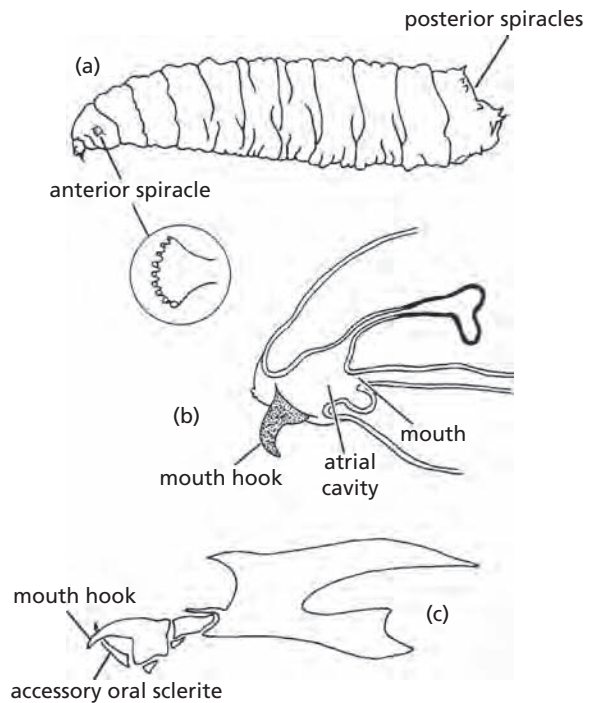 posterior spiracles
(a)
anterior spiracle
(b)
mouth
mouth hook
atrial
cavity
mouth hook
(c)
accessory oral sclerite